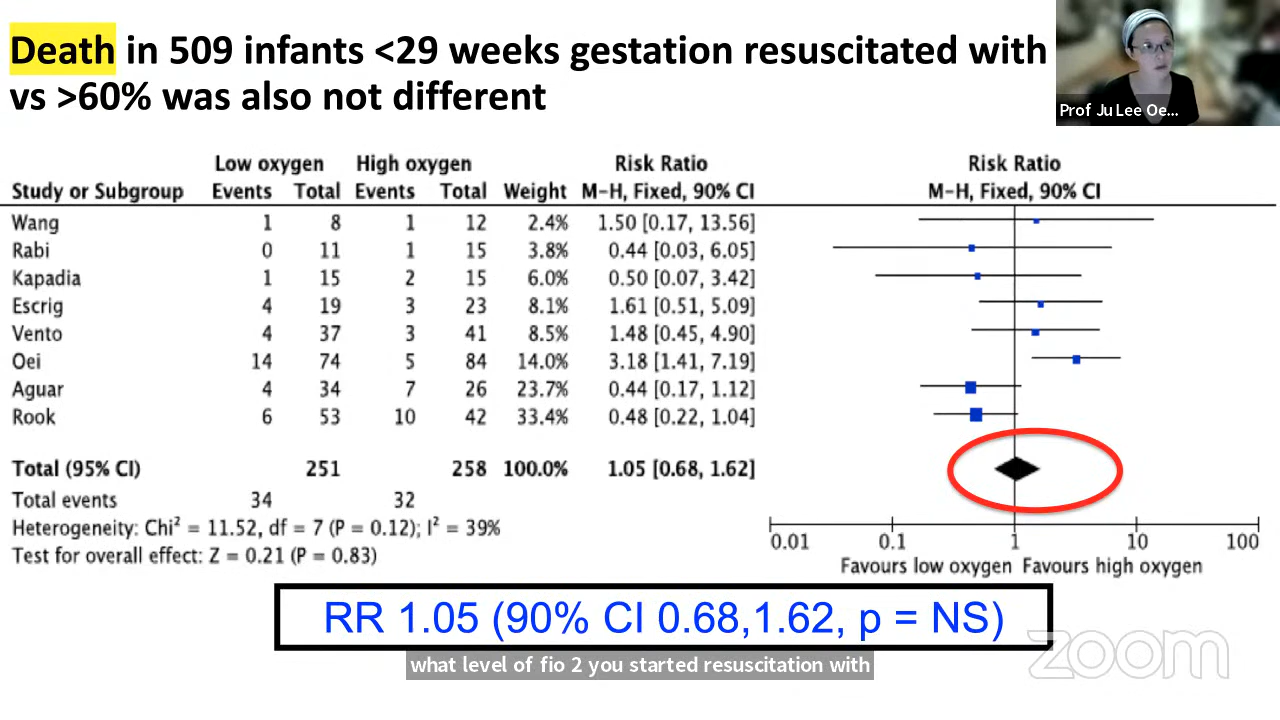 Death in 509 infants <29 weeks gestation resuscitated with
vs >60% was also not different
Prof Ju Lee Oe...
Low oxygen High oxygen Risk Ratio Risk Ratio
Study or Subgroup Events Total Events Total Weight M-H, Fixed, 90% CI M-H, Fixed, 90% CI
Wang 1 8 1 12 2.4% 1.50 [0.17, 13.56]
Rabi 0 11 1 15 3.8% 0.44 [0.03, 6.05]
Kapadia 1 15 2 15 6.0% 0.50 [0.07, 3.42]
Escrig 4 19 3 23 8.1% 1.61 [0.51, 5.09]
Vento 4 37 3 41 8.5% 1.48 [0.45, 4.90]
Oei 14 74 5 84 14.0% 3.18 [1.41, 7.19]
Aguar 4 34 7 26 23.7% 0.44 [0.17, 1.12]
Rook 6 53 10 42 33.4% 0.48 [0.22, 1.04]
Total (95% CI) 251 258 100.0% 1.05 [0.68, 1.62]
Total events 34 32
Heterogeneity: Chi² = 11.52, df = 7 (P = 0.12); I² = 39%
Test for overall effect: Z = 0.21 (P = 0.83)
0.01 0.1 1 10 100
Favours low oxygen Favours high oxygen
RR 1.05 (90% CI 0.68,1.62, p = NS)
zoom
what level of fio 2 you started resuscitation with